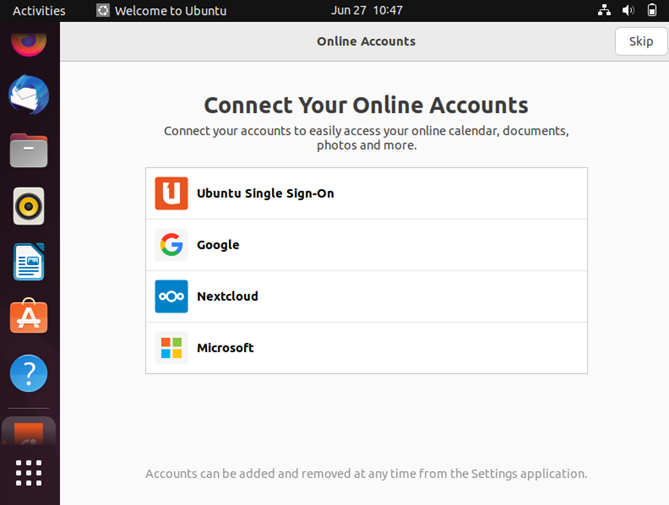 Activities Welcome to Ubuntu Jun 27 10:47
Online Accounts Skip
Connect Your Online Accounts
Connect your accounts to easily access your online calendar, documents,
photos and more.
Ubuntu Single Sign-On
Google
Nextcloud
Microsoft
?
Accounts can be added and removed at any time from the Settings application.